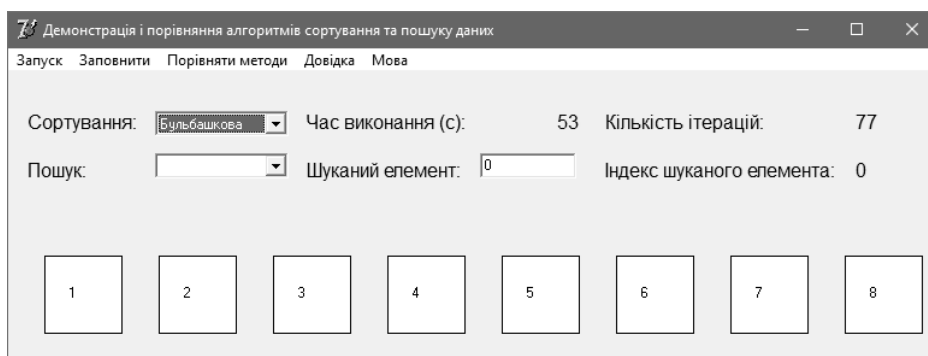 Демонстрація і порівняння алгоритмів сортування та пошуку даних
Запуск Заповнити Порівняти методи Довідка Мова
Сортування: Бульбашкова Час виконання (с): 53 Кількість ітерацій: 77
Пошук: Шуканий елемент: 0 Індекс шуканого елемента: 0
1 2 3 4 5 6 7 8